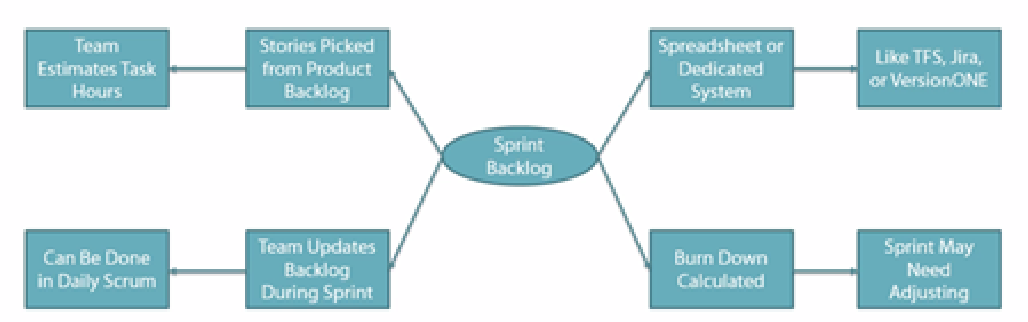 Team
Estimates Task
Hours
Stories Picked
from Product
Backlog
Spreadsheet or
Dedicated
System
Like TFS, Jira,
or VersionONE
Sprint
Backlog
Can Be Done
in Daily Scrum
Team Updates
Backlog
During Sprint
Burn Down
Calculated
Sprint May
Need
Adjusting